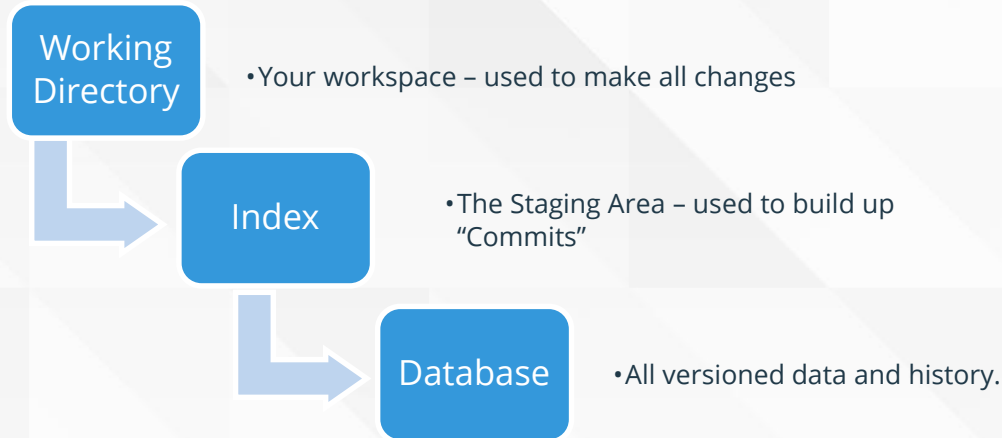 Working
Directory
•Your workspace – used to make all changes
Index
•The Staging Area – used to build up
“Commits”
Database
•All versioned data and history.